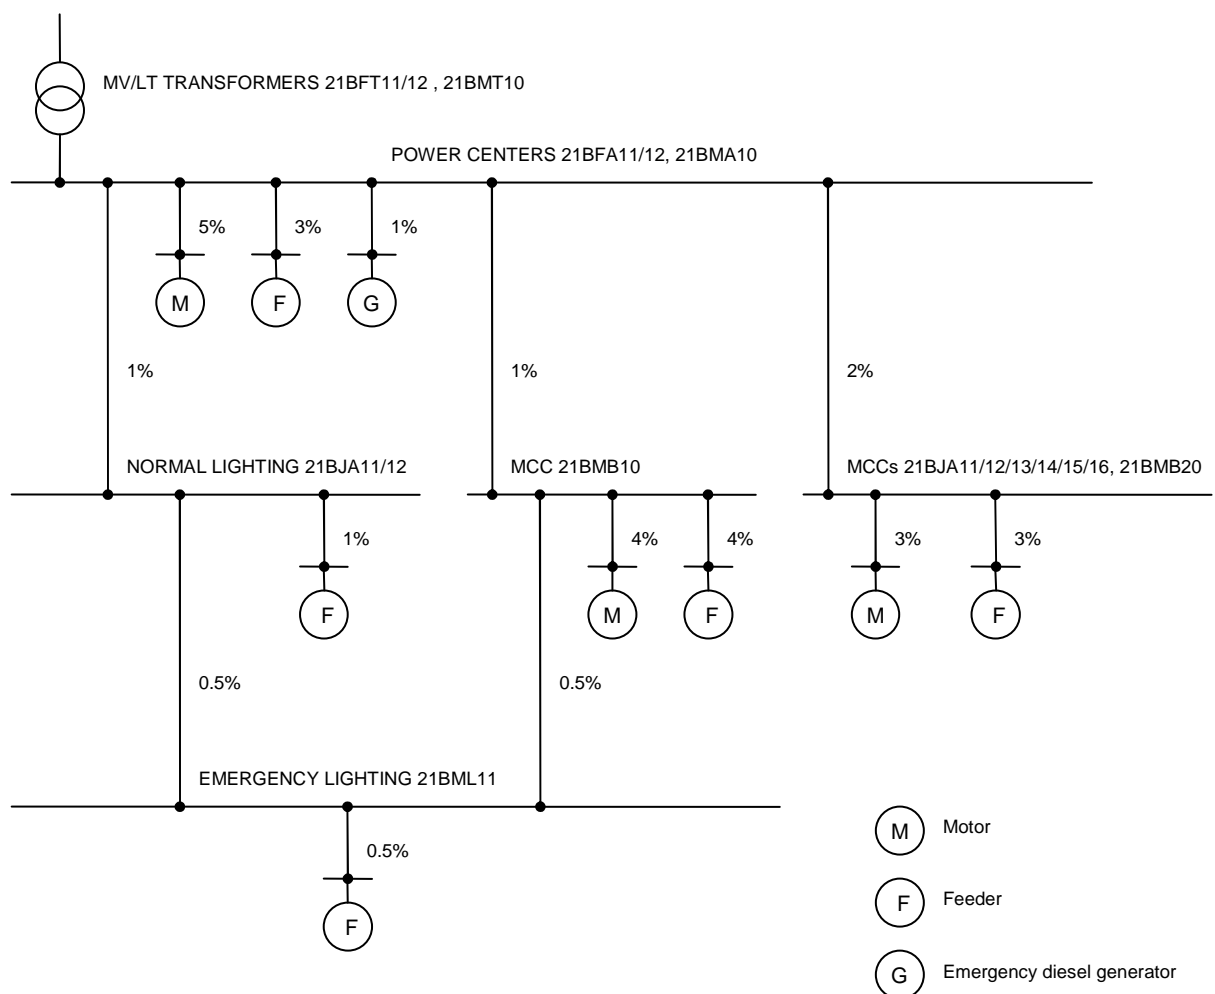 MV/LT TRANSFORMERS 21BFT11/12 , 21BMT10
POWER CENTERS 21BFA11/12, 21BMA10
5%
3%
1%
M
F
G
1%
1%
2%
NORMAL LIGHTING 21BJA11/12
MCC 21BMB10
MCCs 21BJA11/12/13/14/15/16, 21BMB20
1%
4%
4%
3%
3%
F
M
F
M
F
0.5%
0.5%
EMERGENCY LIGHTING 21BML11
0.5%
F
M Motor
F Feeder
G Emergency diesel generator